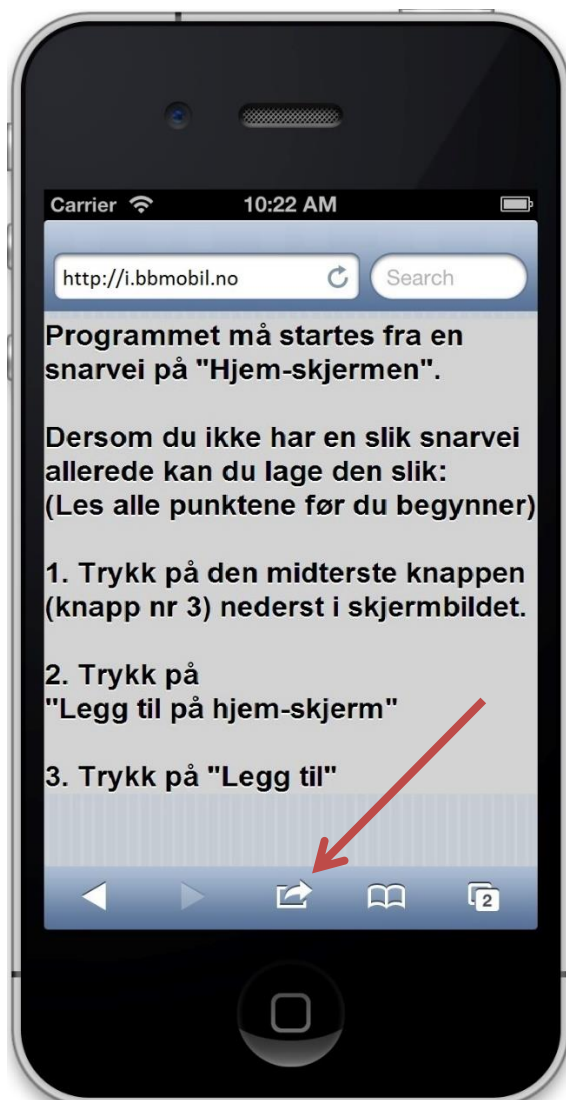 Carrier 10:22 AM
http://i.bbmobil.no Search
Programmet må startes fra en
snarvei på "Hjem-skjermen".
Dersom du ikke har en slik snarvei
allerede kan du lage den slik:
(Les alle punktene før du begynner)
1. Trykk på den midterste knappen
(knapp nr 3) nederst i skjermbildet.
2. Trykk på
"Legg til på hjem-skjerm"
3. Trykk på "Legg til"
2